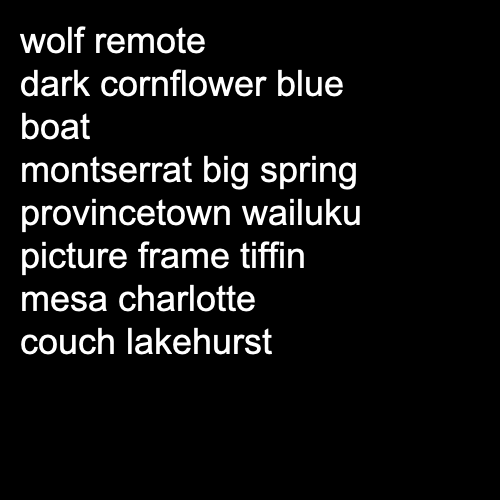 wolf remote
dark cornflower blue
boat
montserrat big spring
provincetown wailuku
picture frame tiffin
mesa charlotte
couch lakehurst